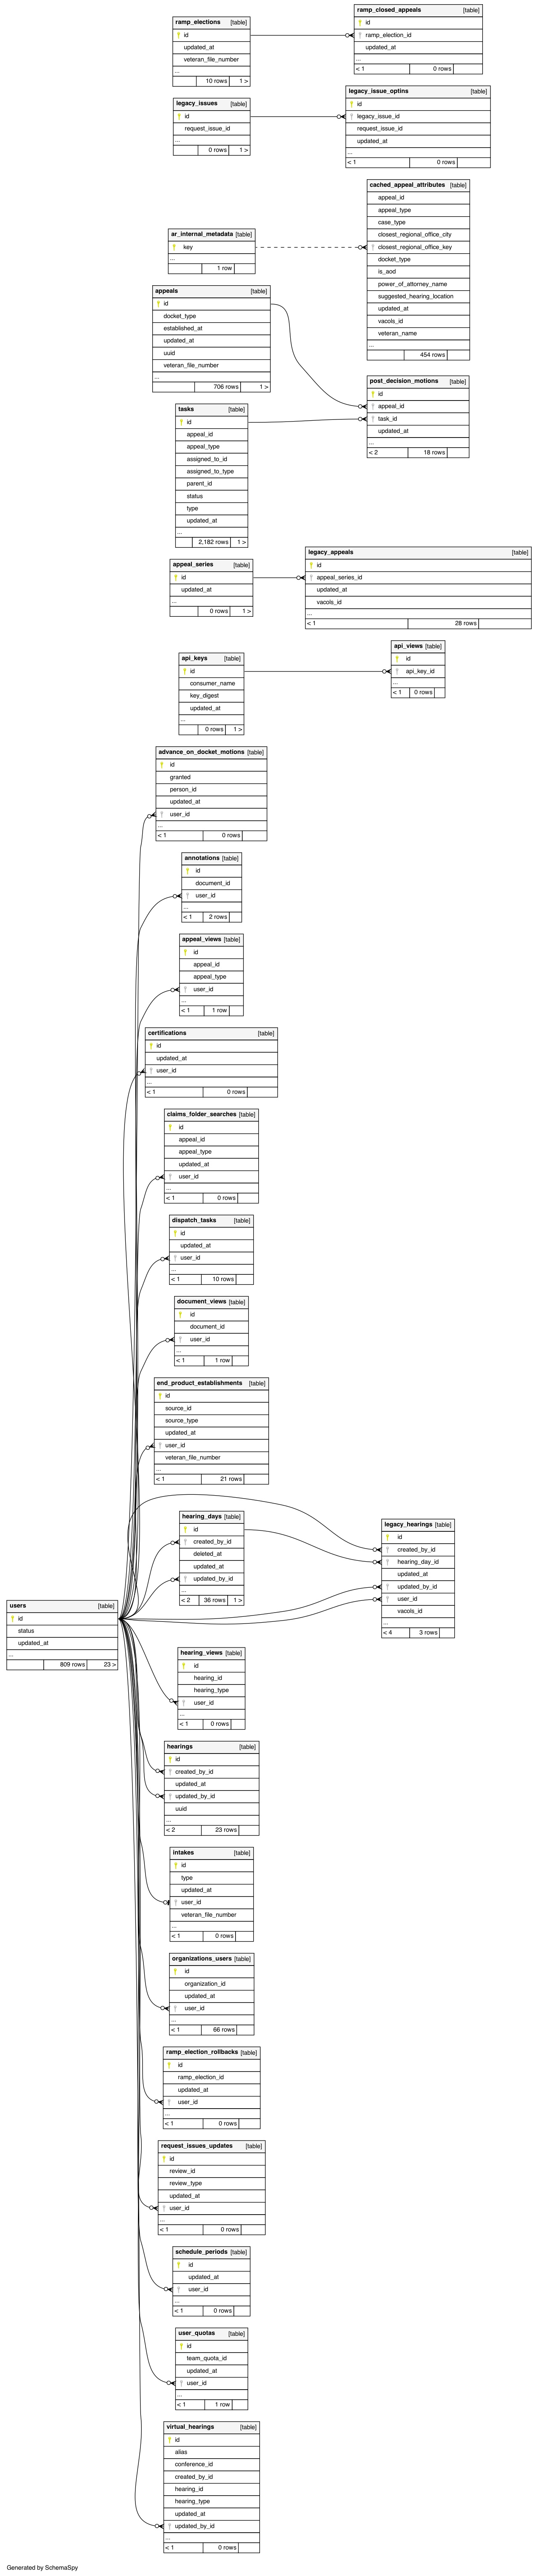 ramp_elections [table]
id
updated_at
veteran_file_number
...
10 rows 1 >
ramp_closed_appeals [table]
id
ramp_election_id
updated_at
...
< 1 0 rows
legacy_issues [table]
id
request_issue_id
...
0 rows 1 >
legacy_issue_optins [table]
id
legacy_issue_id
request_issue_id
updated_at
...
< 1 0 rows
cached_appeal_attributes [table]
appeal_id
appeal_type
case_type
closest_regional_office_city
closest_regional_office_key
docket_type
is_aod
power_of_attorney_name
suggested_hearing_location
updated_at
vacols_id
veteran_name
...
454 rows
ar_internal_metadata [table]
key
...
1 row
appeals [table]
id
docket_type
established_at
updated_at
uuid
veteran_file_number
...
706 rows 1 >
post_decision_motions [table]
id
appeal_id
task_id
updated_at
...
< 2 18 rows
tasks [table]
id
appeal_id
appeal_type
assigned_to_id
assigned_to_type
parent_id
status
type
updated_at
...
2,182 rows 1 >
appeal_series [table]
id
updated_at
...
0 rows 1 >
legacy_appeals [table]
id
appeal_series_id
updated_at
vacols_id
...
< 1 28 rows
api_views [table]
id
api_key_id
...
< 1 0 rows
api_keys [table]
id
consumer_name
key_digest
updated_at
...
0 rows 1 >
advance_on_docket_motions [table]
id
granted
person_id
updated_at
user_id
...
< 1 0 rows
annotations [table]
id
document_id
user_id
...
< 1 2 rows
appeal_views [table]
id
appeal_id
appeal_type
user_id
...
< 1 1 row
certifications [table]
id
updated_at
user_id
...
< 1 0 rows
claims_folder_searches [table]
id
appeal_id
appeal_type
updated_at
user_id
...
< 1 0 rows
dispatch_tasks [table]
id
updated_at
user_id
...
< 1 10 rows
document_views [table]
id
document_id
user_id
...
< 1 1 row
end_product_establishments [table]
id
source_id
source_type
updated_at
user_id
veteran_file_number
...
< 1 21 rows
hearing_days [table]
id
created_by_id
deleted_at
updated_at
updated_by_id
...
< 2 36 rows 1 >
legacy_hearings [table]
id
created_by_id
hearing_day_id
updated_at
updated_by_id
user_id
vacols_id
...
< 4 3 rows
users [table]
id
status
updated_at
...
809 rows 23 >
hearing_views [table]
id
hearing_id
hearing_type
user_id
...
< 1 0 rows
hearings [table]
id
created_by_id
updated_at
updated_by_id
uuid
...
< 2 23 rows
intakes [table]
id
type
updated_at
user_id
veteran_file_number
...
< 1 0 rows
organizations_users [table]
id
organization_id
updated_at
user_id
...
< 1 66 rows
ramp_election_rollbacks [table]
id
ramp_election_id
updated_at
user_id
...
< 1 0 rows
request_issues_updates [table]
id
review_id
review_type
updated_at
user_id
...
< 1 0 rows
schedule_periods [table]
id
updated_at
user_id
...
< 1 0 rows
user_quotas [table]
id
team_quota_id
updated_at
user_id
...
< 1 1 row
virtual_hearings [table]
id
alias
conference_id
created_by_id
hearing_id
hearing_type
updated_at
updated_by_id
...
< 1 0 rows
Generated by SchemaSpy